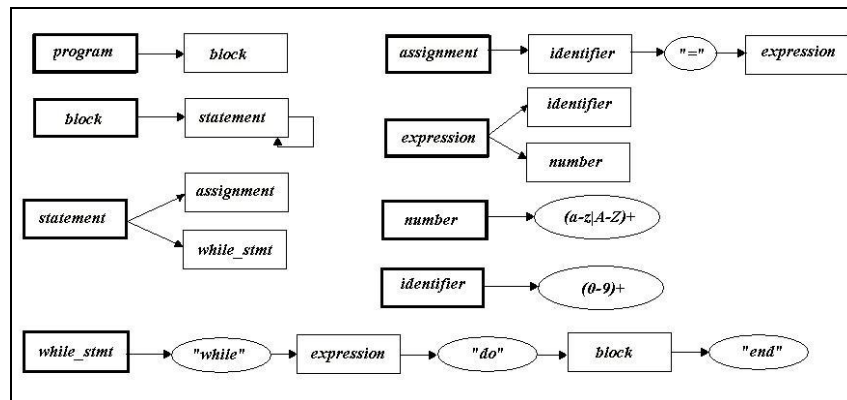 program block
block statement
statement assignment
while_stmt
assignment identifier "=" expression
expression identifier
number
number (a-z|A-Z)+
identifier (0-9)+
while_stmt "while" expression "do" block "end"